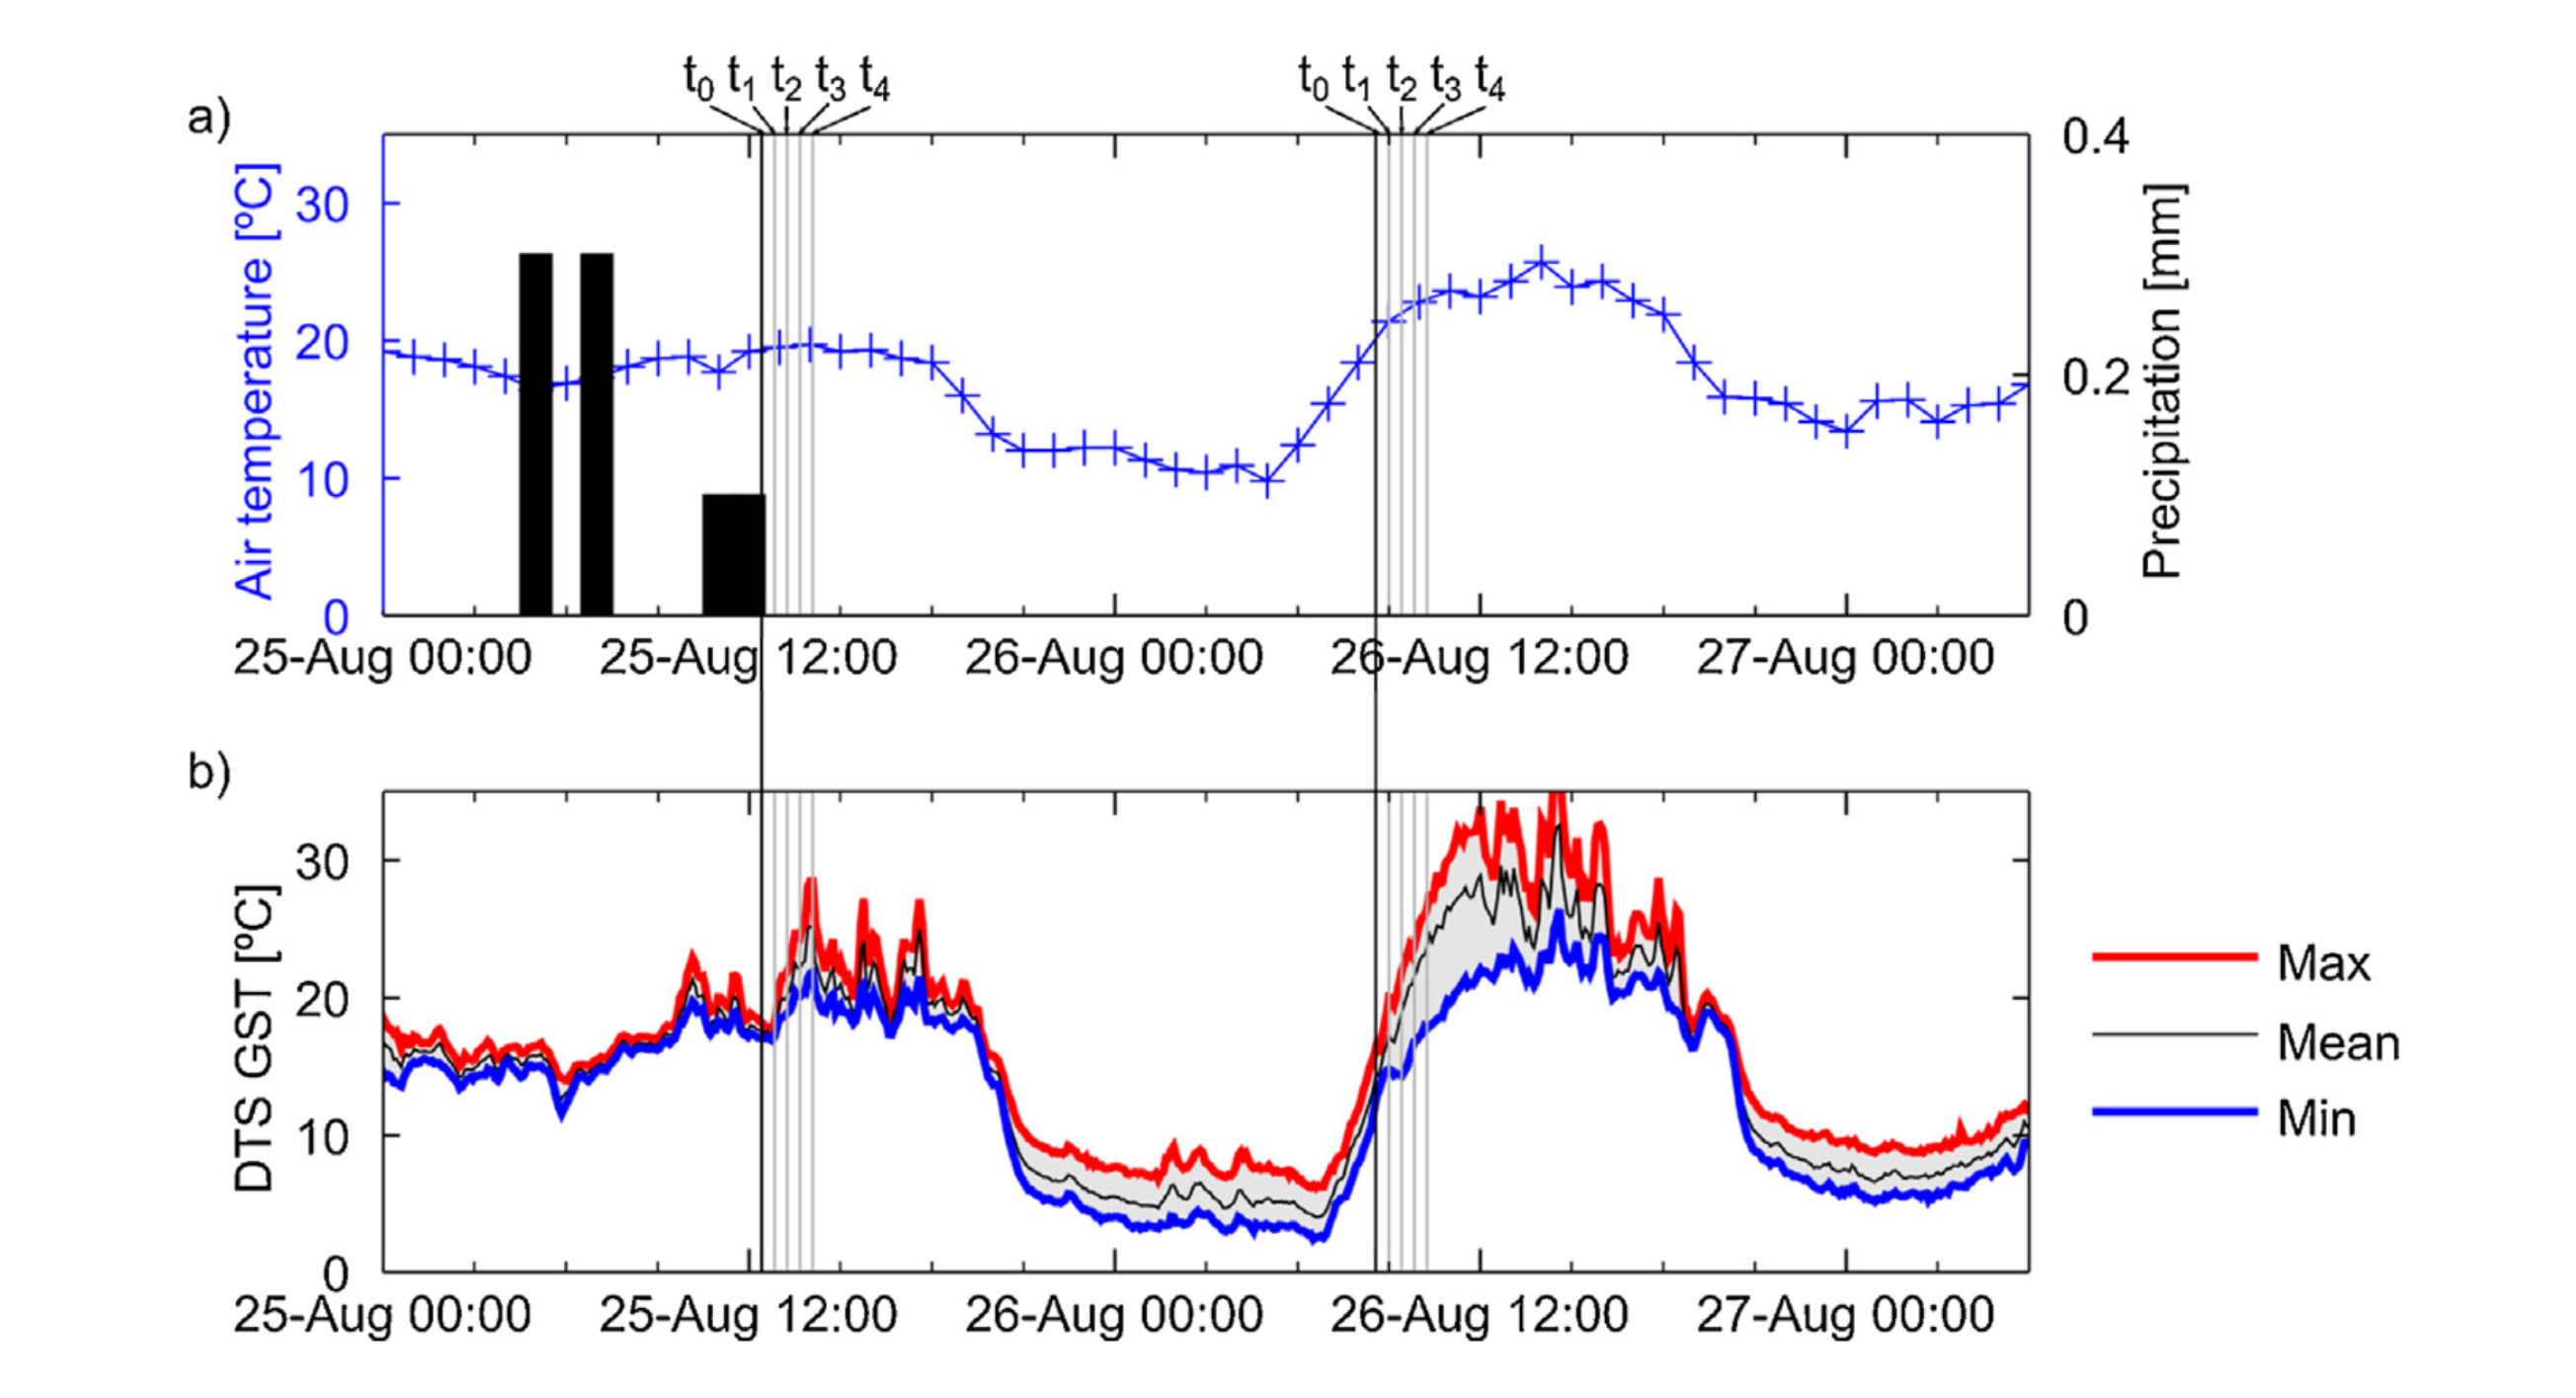 t0 t1 t2 t3 t4
t0 t1 t2 t3 t4
a)
Air temperature [ºC]
30
20
10
0
0.4
0.2
0
Precipitation [mm]
25-Aug 00:00
25-Aug 12:00
26-Aug 00:00
26-Aug 12:00
27-Aug 00:00
b)
DTS GST [ºC]
30
20
10
0
25-Aug 00:00
25-Aug 12:00
26-Aug 00:00
26-Aug 12:00
27-Aug 00:00
Max
Mean
Min